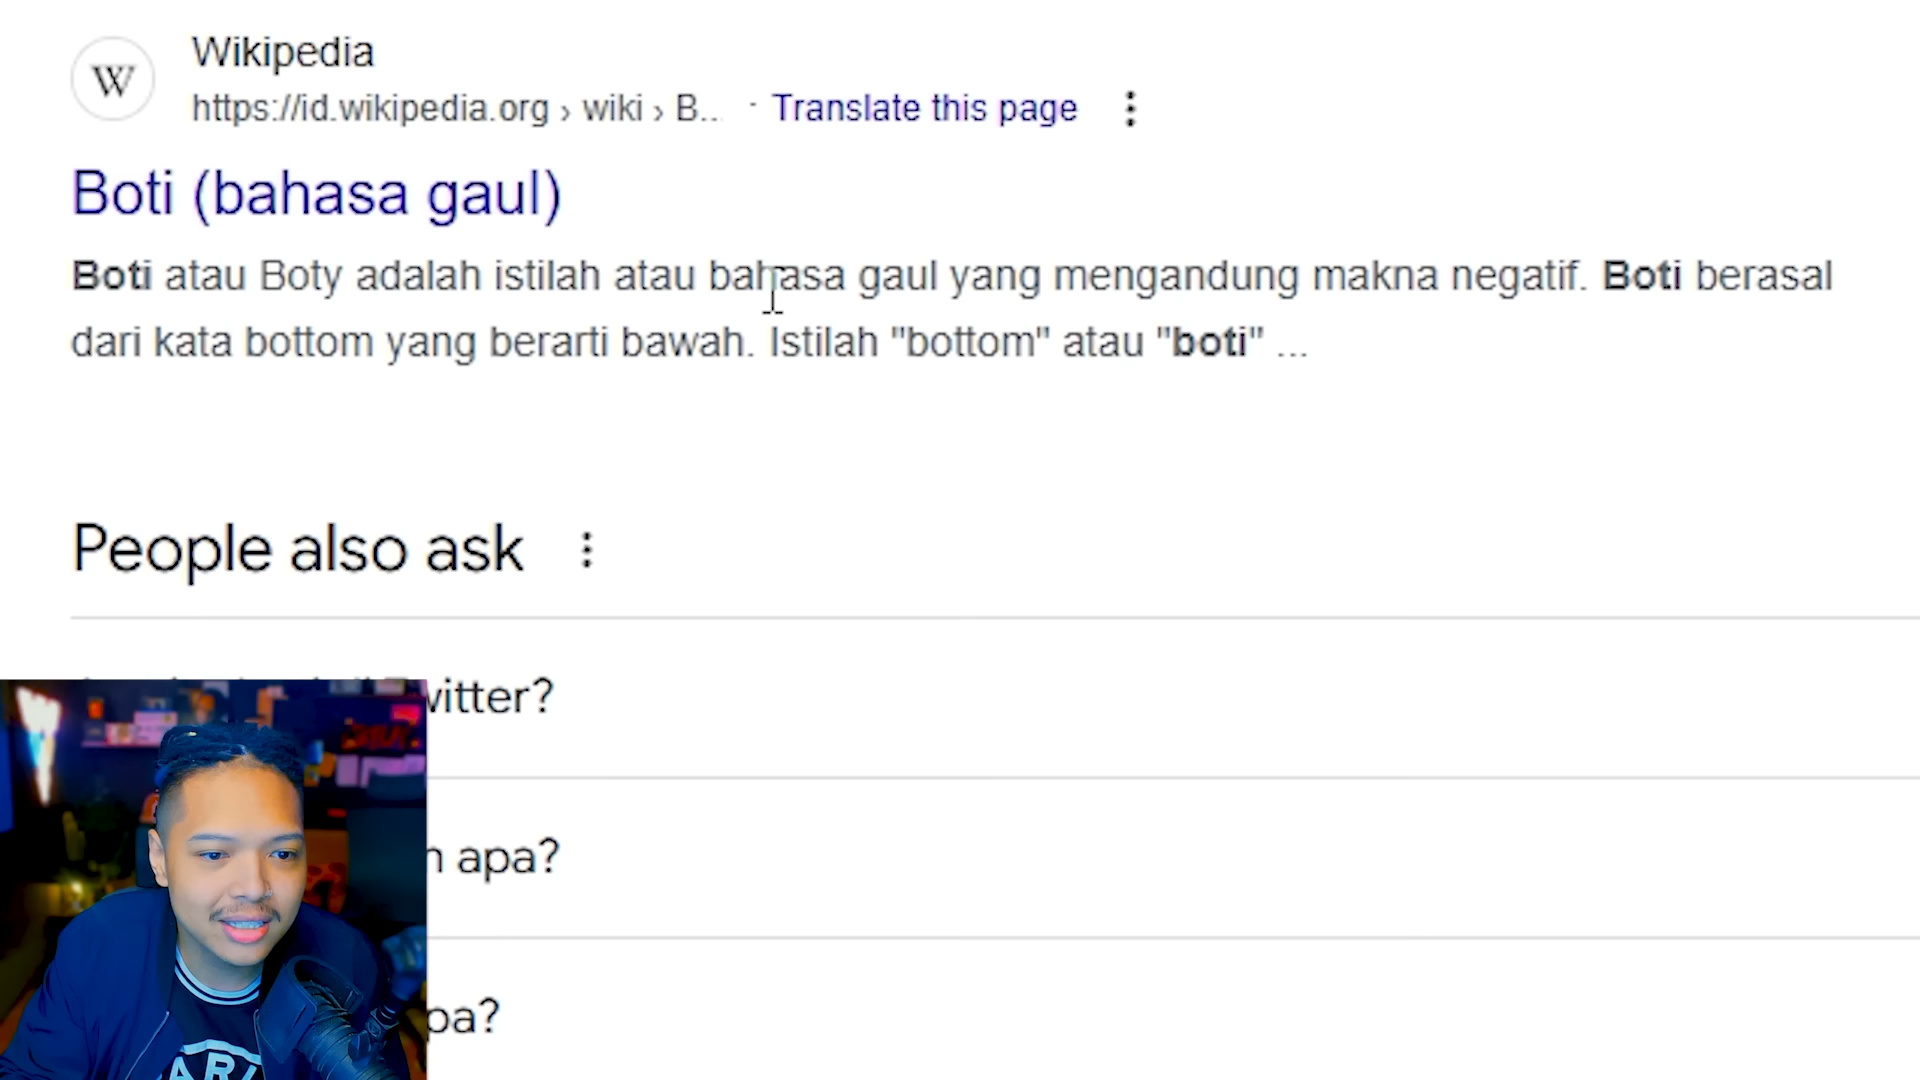 W
Wikipedia
https://id.wikipedia.org › wiki › B... · Translate this page
Boti (bahasa gaul)
Boti atau Boty adalah istilah atau bahasa gaul yang mengandung makna negatif. Boti berasal
dari kata bottom yang berarti bawah. Istilah "bottom" atau "boti" ...
People also ask
witter?
n apa?
pa?